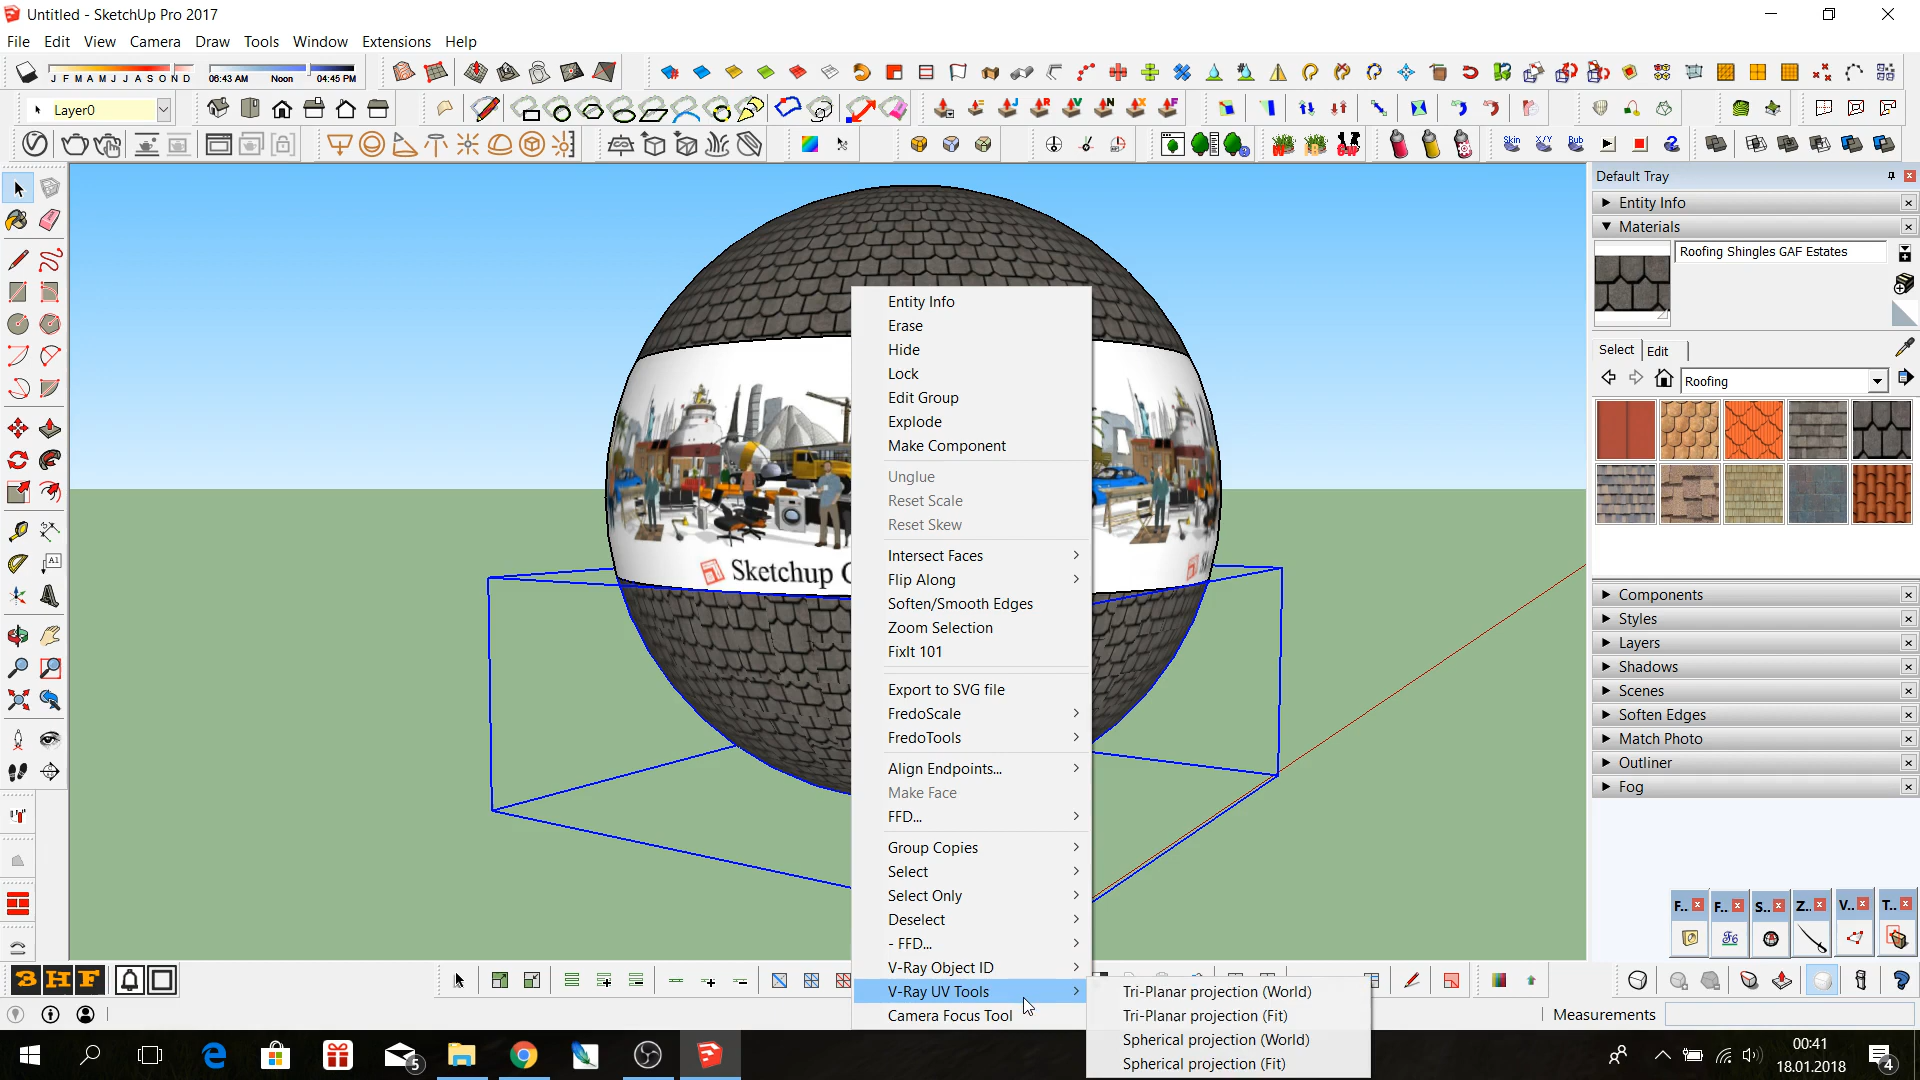 Untitled - SketchUp Pro 2017
File Edit View Camera Draw Tools Window Extensions Help
J F M A M J J A S O N D
06:43 AM Noon 04:45 PM
Layer0
Skin X/Y Bub
Default Tray
Entity Info
Materials
Roofing Shingles GAF Estates
Select Edit
Roofing
Components
Styles
Layers
Shadows
Scenes
Soften Edges
Match Photo
Outliner
Fog
F.. F.. S.. Z.. V.. T..
Sketchup
Entity Info
Erase
Hide
Lock
Edit Group
Explode
Make Component
Unglue
Reset Scale
Reset Skew
Intersect Faces
Flip Along
Soften/Smooth Edges
Zoom Selection
FixIt 101
Export to SVG file
FredoScale
FredoTools
Align Endpoints...
Make Face
FFD...
Group Copies
Select
Select Only
Deselect
- FFD...
V-Ray Object ID
V-Ray UV Tools
Camera Focus Tool
Tri-Planar projection (World)
Tri-Planar projection (Fit)
Spherical projection (World)
Spherical projection (Fit)
Measurements
5
00:41
18.01.2018
4